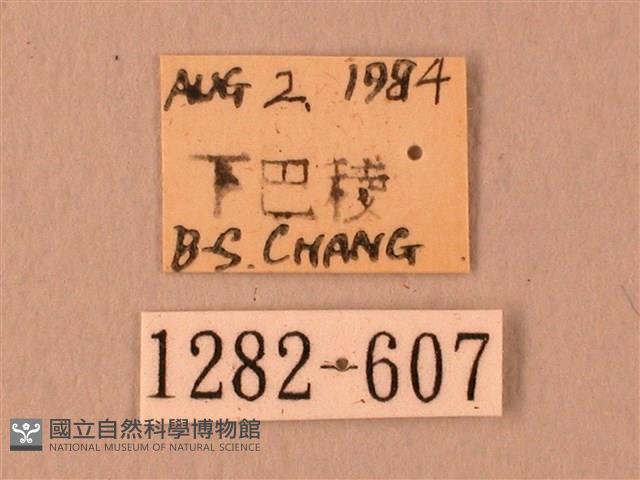 AUG 2, 1984
下巴稜
B-S. CHANG
1282-607
國立自然科學博物館
NATIONAL MUSEUM OF NATURAL SCIENCE